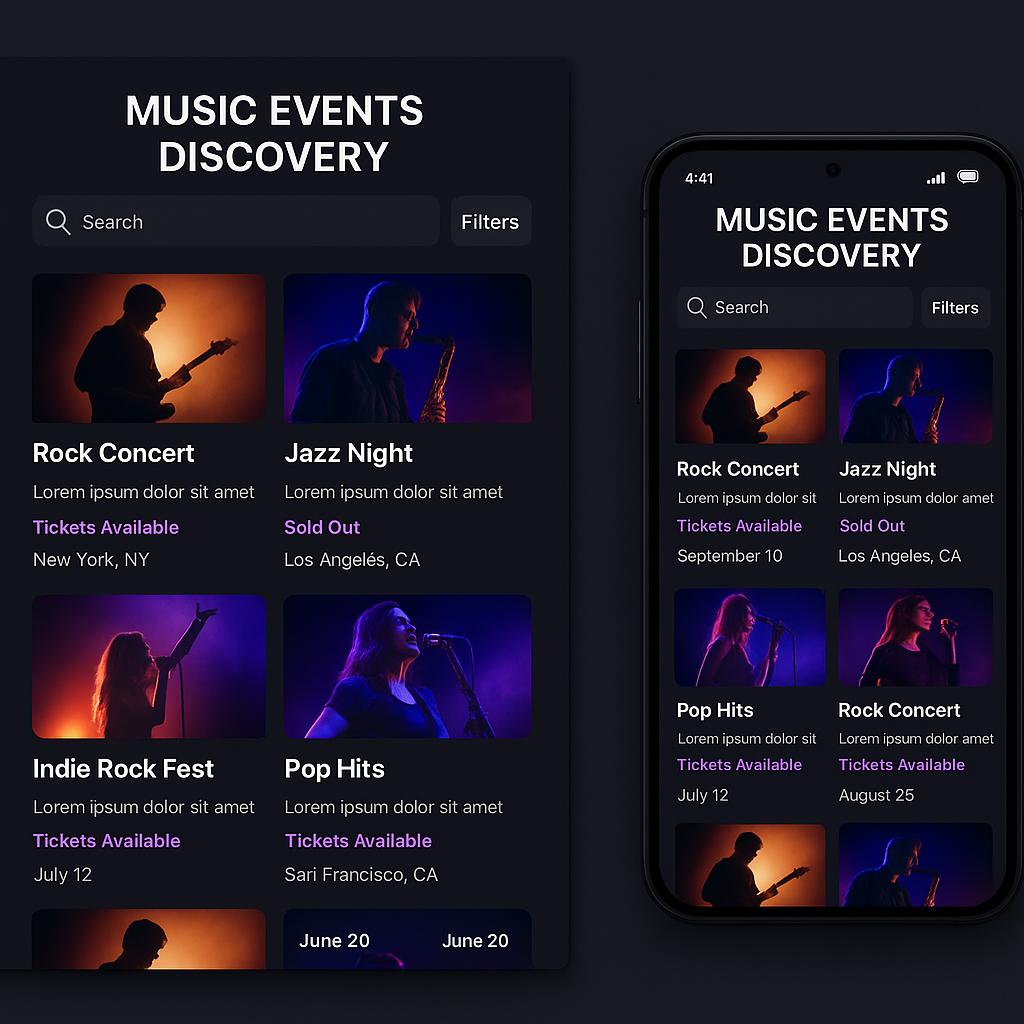 MUSIC EVENTS
DISCOVERY
Search
Filters
Rock Concert
Lorem ipsum dolor sit amet
Tickets Available
New York, NY
Jazz Night
Lorem ipsum dolor sit amet
Sold Out
Los Angelés, CA
Indie Rock Fest
Lorem ipsum dolor sit amet
Tickets Available
July 12
Pop Hits
Lorem ipsum dolor sit amet
Tickets Available
Sari Francisco, CA
June 20
June 20
4:41
MUSIC EVENTS
DISCOVERY
Search
Filters
Rock Concert
Lorem ipsum dolor sit
Tickets Available
September 10
Jazz Night
Lorem ipsum dolor amet
Sold Out
Los Angeles, CA
Pop Hits
Lorem ipsum dolor sit
Tickets Available
July 12
Rock Concert
Lorem ipsum dolor amet
Tickets Available
August 25